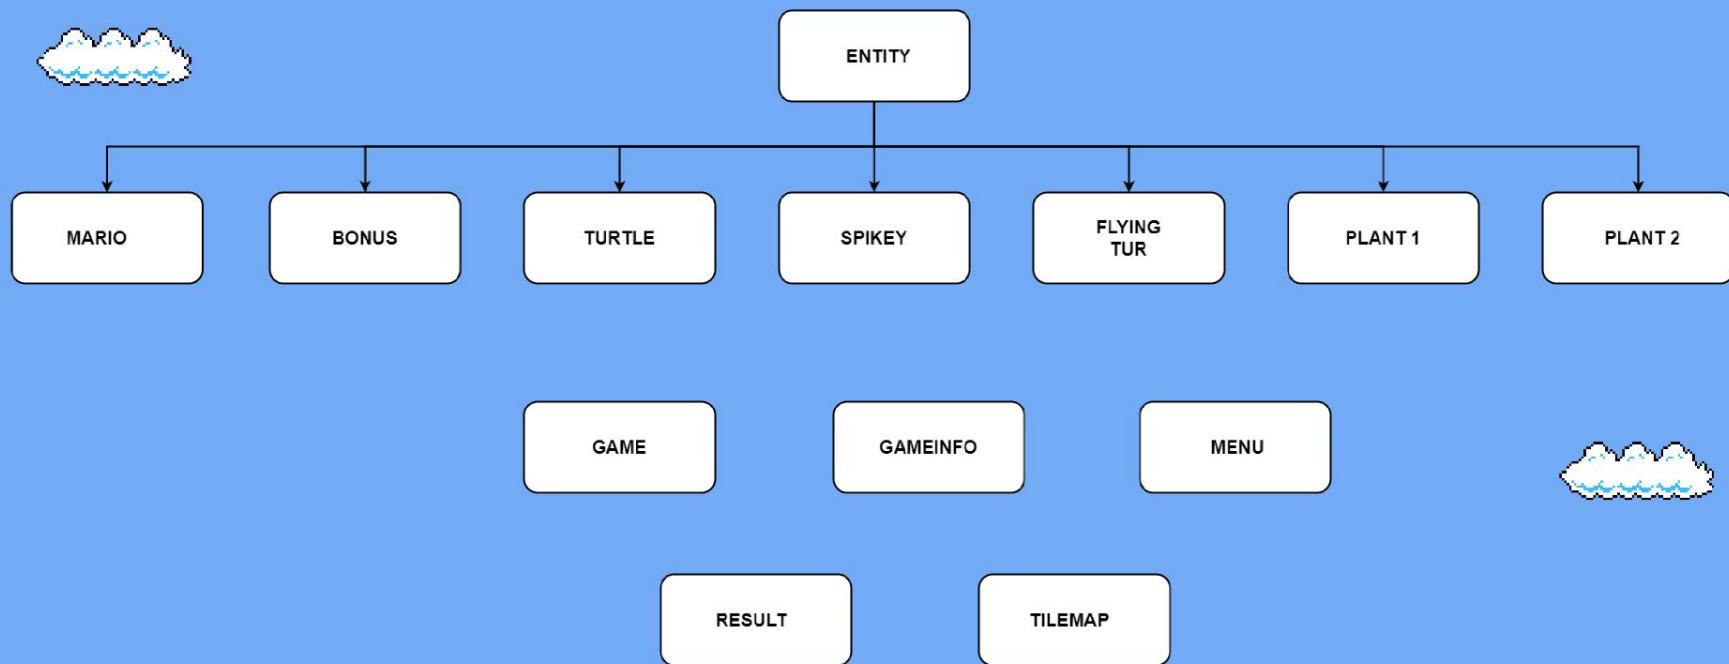 ENTITY
MARIO
BONUS
TURTLE
SPIKEY
FLYING
TUR
PLANT 1
PLANT 2
GAME
GAMEINFO
MENU
RESULT
TILEMAP